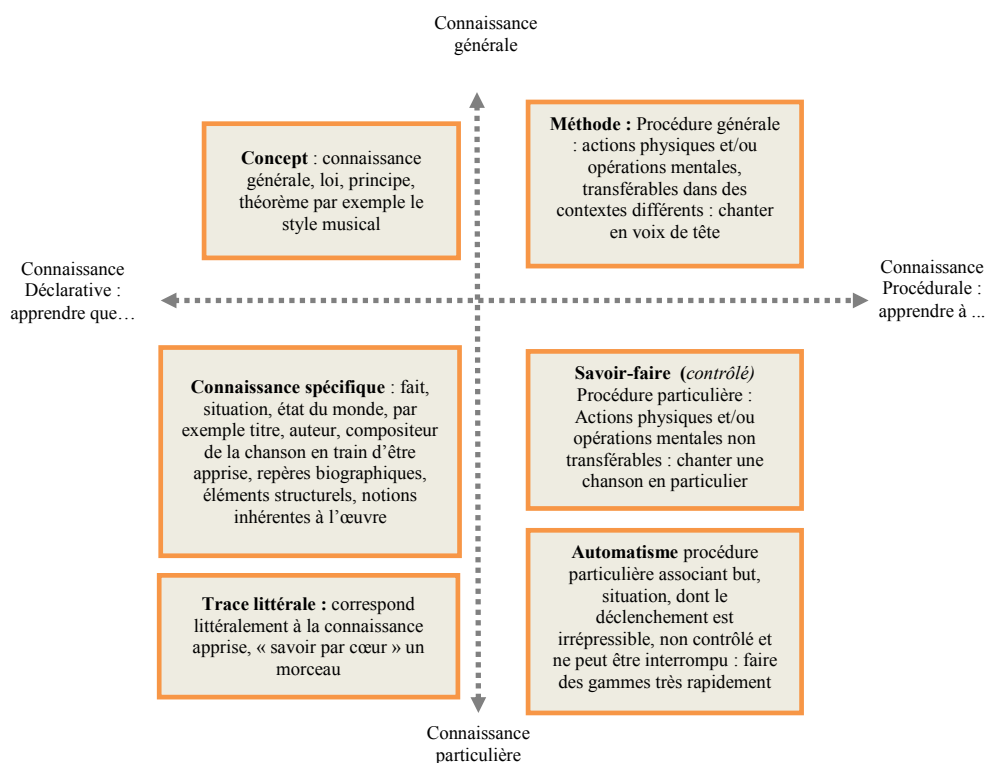 Connaissance
générale
Concept : connaissance
générale, loi, principe,
théorème par exemple le
style musical
Méthode : Procédure générale
: actions physiques et/ou
opérations mentales,
transférables dans des
contextes différents : chanter
en voix de tête
Connaissance
Déclarative :
apprendre que…
Connaissance
Procédurale :
apprendre à ...
Connaissance spécifique : fait,
situation, état du monde, par
exemple titre, auteur, compositeur
de la chanson en train d’être
apprise, repères biographiques,
éléments structurels, notions
inhérentes à l’œuvre
Savoir-faire (contrôlé)
Procédure particulière :
Actions physiques et/ou
opérations mentales non
transférables : chanter une
chanson en particulier
Trace littérale : correspond
littéralement à la connaissance
apprise, « savoir par cœur » un
morceau
Automatisme procédure
particulière associant but,
situation, dont le
déclenchement est
irrépressible, non contrôlé et
ne peut être interrompu : faire
des gammes très rapidement
Connaissance
particulière